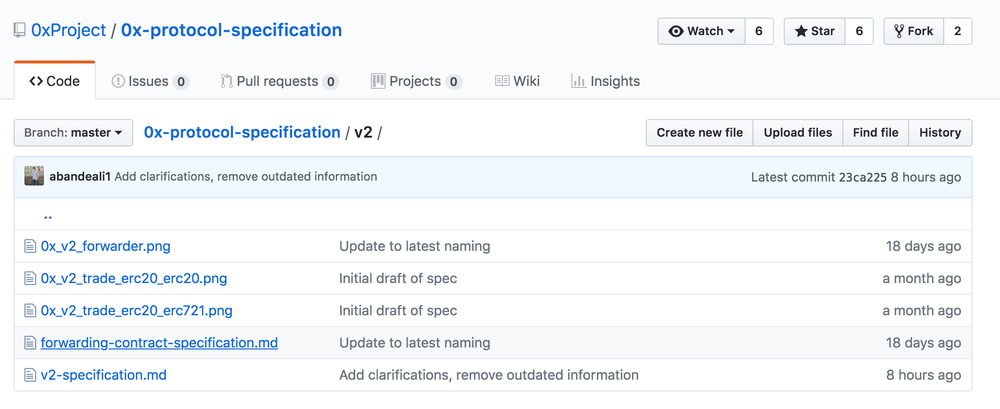 0xProject / 0x-protocol-specification
Watch 6 Star 6 Fork 2
Code Issues 0 Pull requests 0 Projects 0 Wiki Insights
Branch: master 0x-protocol-specification / v2 /
Create new file Upload files Find file History
abandeali1 Add clarifications, remove outdated information Latest commit 23ca225 8 hours ago
..
0x_v2_forwarder.png Update to latest naming 18 days ago
0x_v2_trade_erc20_erc20.png Initial draft of spec a month ago
0x_v2_trade_erc20_erc721.png Initial draft of spec a month ago
forwarding-contract-specification.md Update to latest naming 18 days ago
v2-specification.md Add clarifications, remove outdated information 8 hours ago